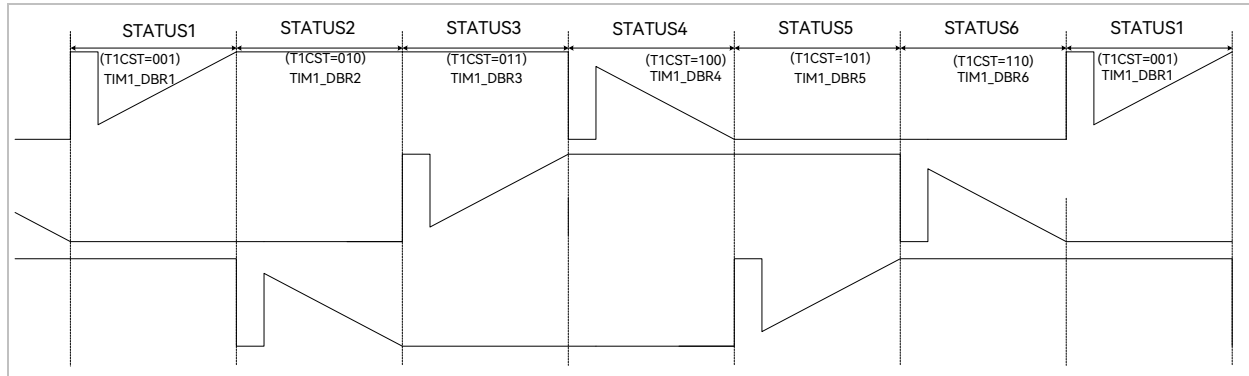 STATUS1 STATUS2 STATUS3 STATUS4 STATUS5 STATUS6 STATUS1
(T1CST=001) (T1CST=010) (T1CST=011) (T1CST=100) (T1CST=101) (T1CST=110) (T1CST=001)
TIM1_DBR1 TIM1_DBR2 TIM1_DBR3 TIM1_DBR4 TIM1_DBR5 TIM1_DBR6 TIM1_DBR1